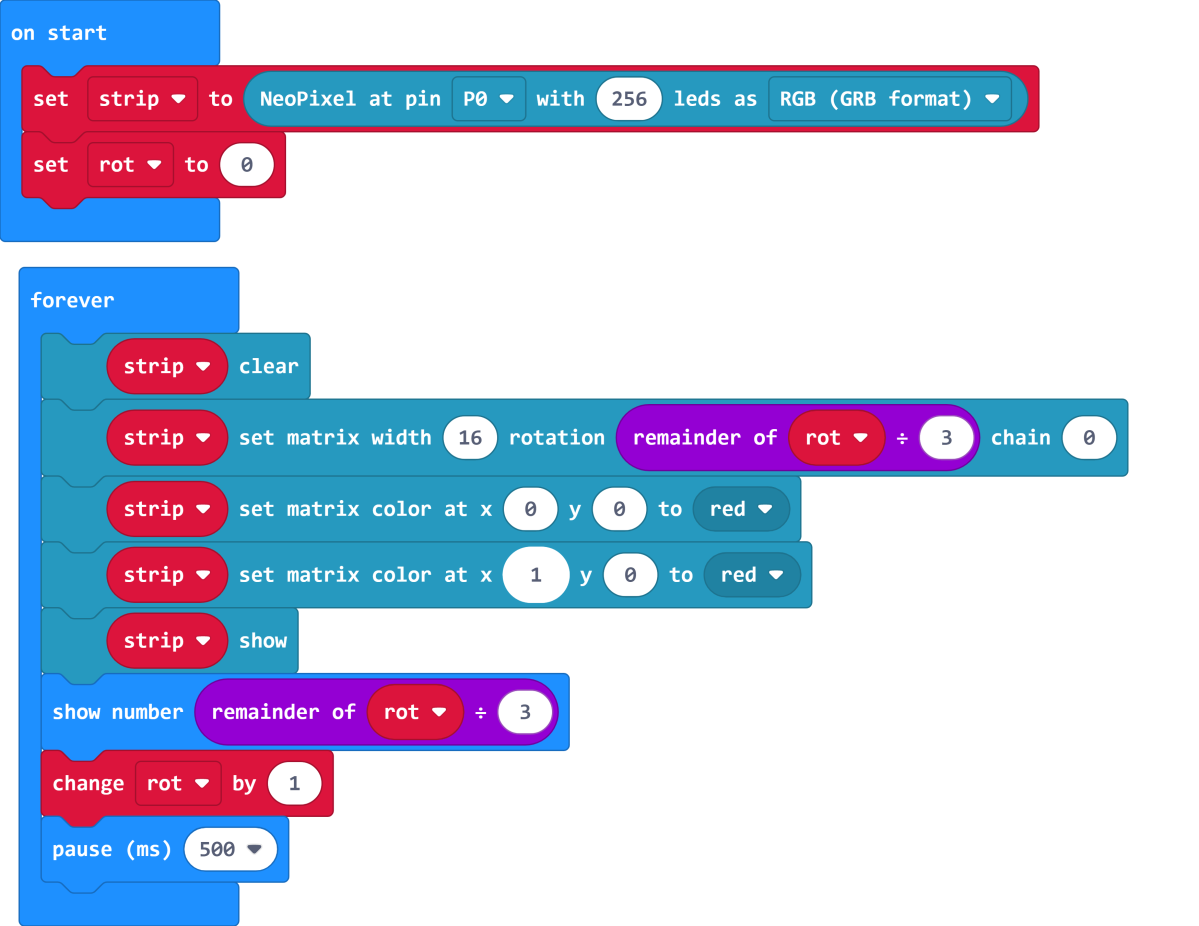 on start
set strip to NeoPixel at pin P0 with 256 leds as RGB (GRB format)
set rot to 0
forever
strip clear
strip set matrix width 16 rotation remainder of rot ÷ 3 chain 0
strip set matrix color at x 0 y 0 to red
strip set matrix color at x 1 y 0 to red
strip show
show number remainder of rot ÷ 3
change rot by 1
pause (ms) 500